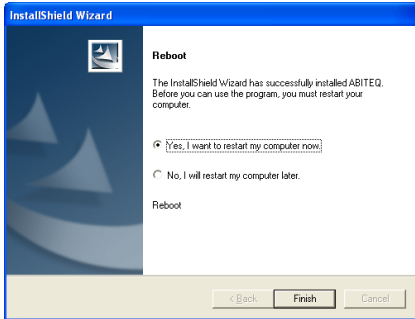 InstallShield Wizard
Reboot
The InstallShield Wizard has successfully installed ABITEQ.
Before you can use the program, you must restart your
computer.
Yes, I want to restart my computer now.
No, I will restart my computer later.
Reboot
< Back Finish Cancel